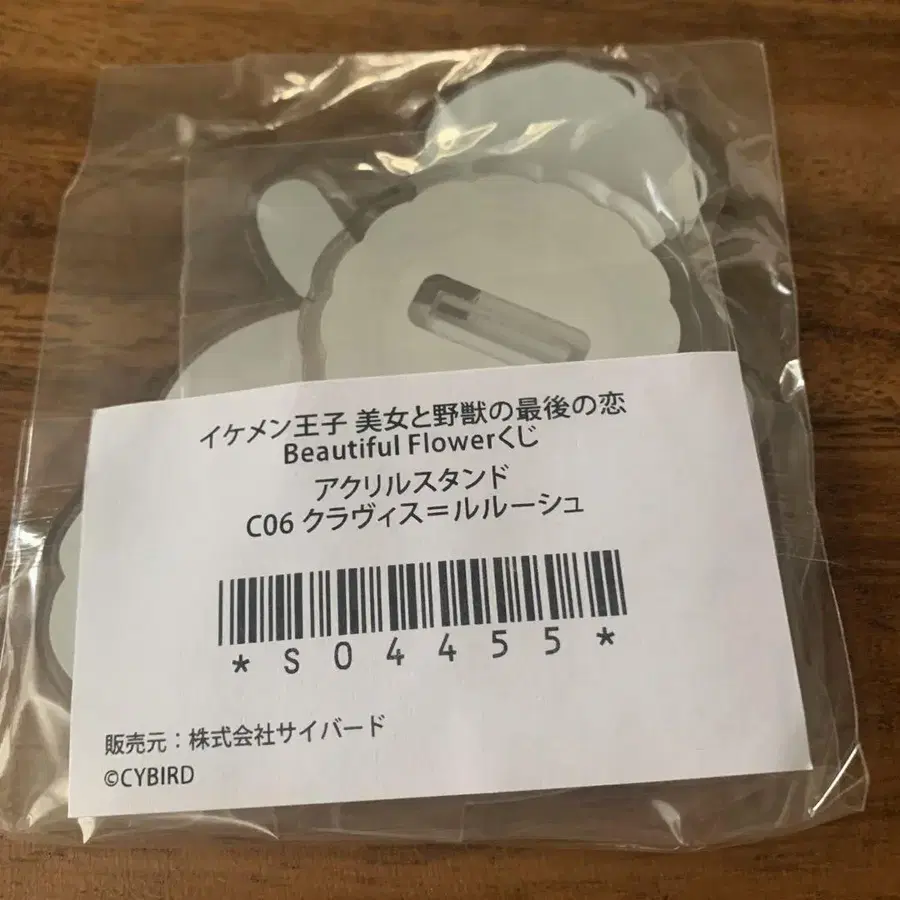 イケメン王子 美女と野獣の最後の恋
Beautiful Flowerくじ
アクリルスタンド
C06 クラヴィス＝ルルーシュ
*S04455*
販売元：株式会社サイバード
©CYBIRD